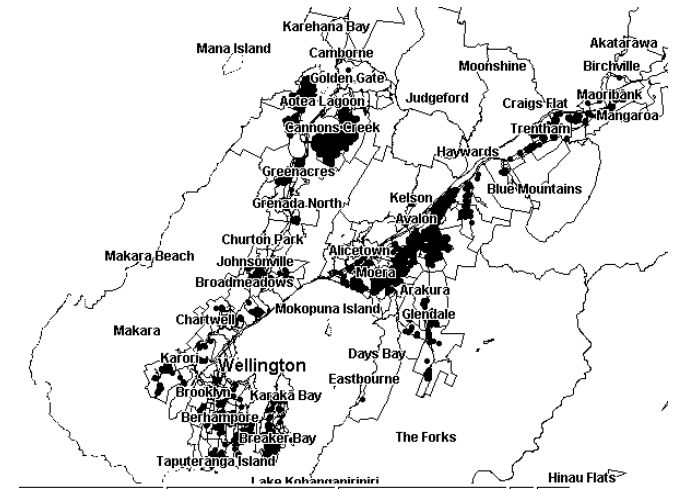 Karehana Bay
Akatarawa
Mana Island
Camborne
Moonshine
Birchville
Golden Gate
Judgeford
Maoribank
Aotea Lagoon
Craigs Flat
Mangaroa
Cannons Creek
Trentham
Haywards
Greenacres
Blue Mountains
Kelson
Grenada North
Avalon
Churton Park
Alicetown
Makara Beach
Johnsonville
Moera
Broadmeadows
Arakura
Mokopuna Island
Glendale
Chartwell
Makara
Days Bay
Karori
Wellington
Eastbourne
Brooklyn
Karaka Bay
Berhampore
Breaker Bay
The Forks
Taputeranga Island
Lake Kohangapiripiri
Hinau Flats